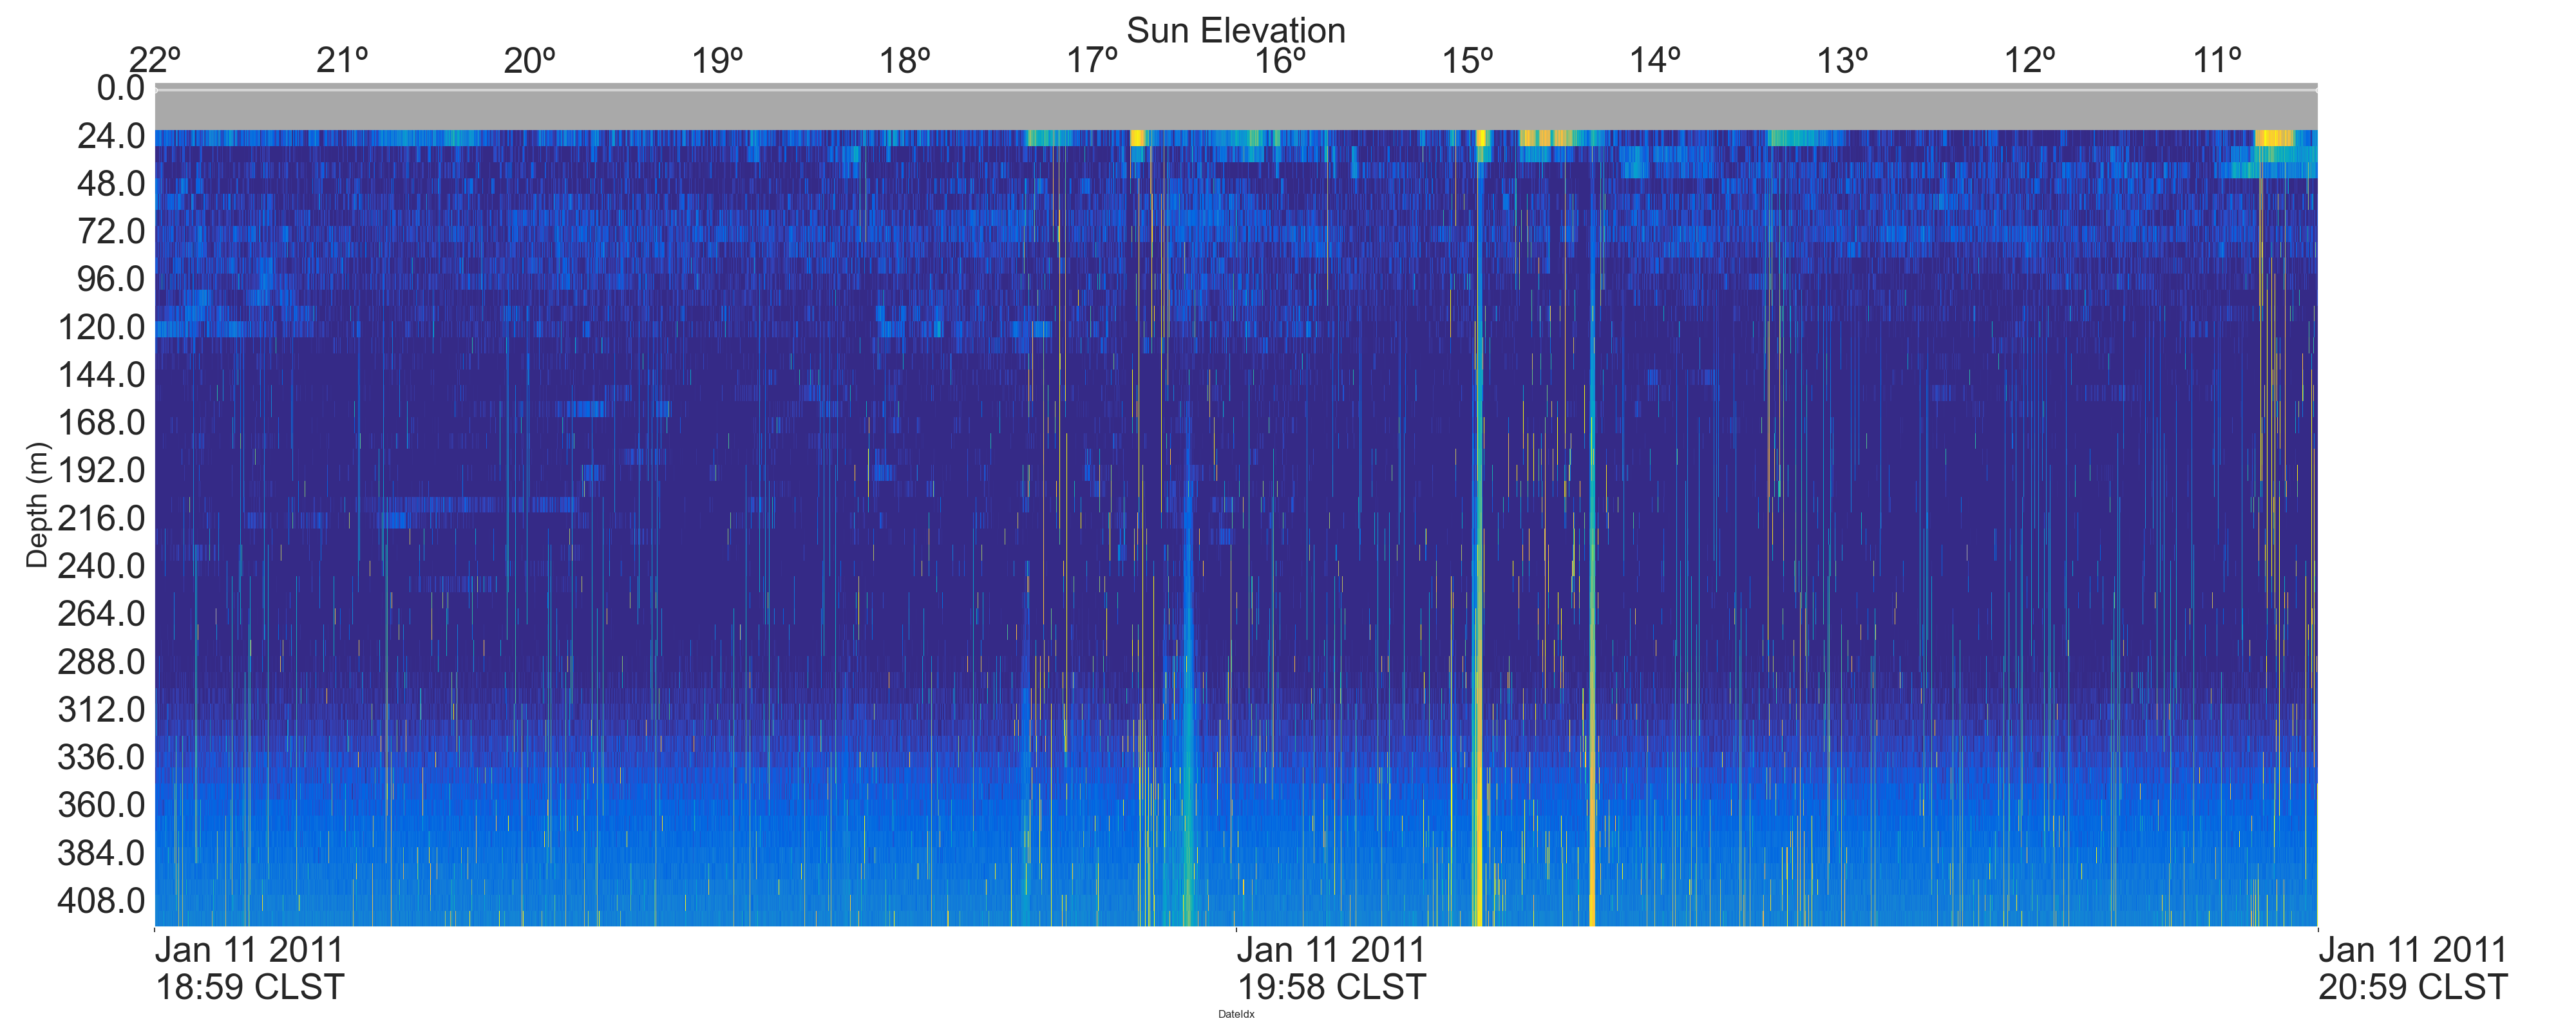 Sun Elevation
22º 21º 20º 19º 18º 17º 16º 15º 14º 13º 12º 11º
0.0
24.0
48.0
72.0
96.0
120.0
144.0
168.0
192.0
216.0
240.0
264.0
288.0
312.0
336.0
360.0
384.0
408.0
Depth (m)
Jan 11 2011
18:59 CLST
Jan 11 2011
19:58 CLST
Jan 11 2011
20:59 CLST
DateIdx